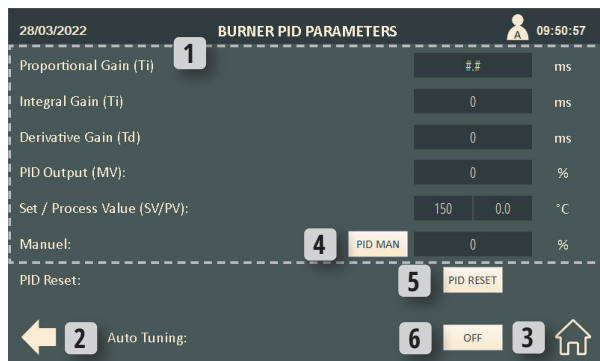 28/03/2022 BURNER PID PARAMETERS A 09:50:57
1
Proportional Gain (Ti) #.# ms
Integral Gain (Ti) 0 ms
Derivative Gain (Td) 0 ms
PID Output (MV): 0 %
Set / Process Value (SV/PV): 150 0.0 °C
Manuel: 4 PID MAN 0 %
PID Reset: 5 PID RESET
2 Auto Tuning: 6 OFF 3